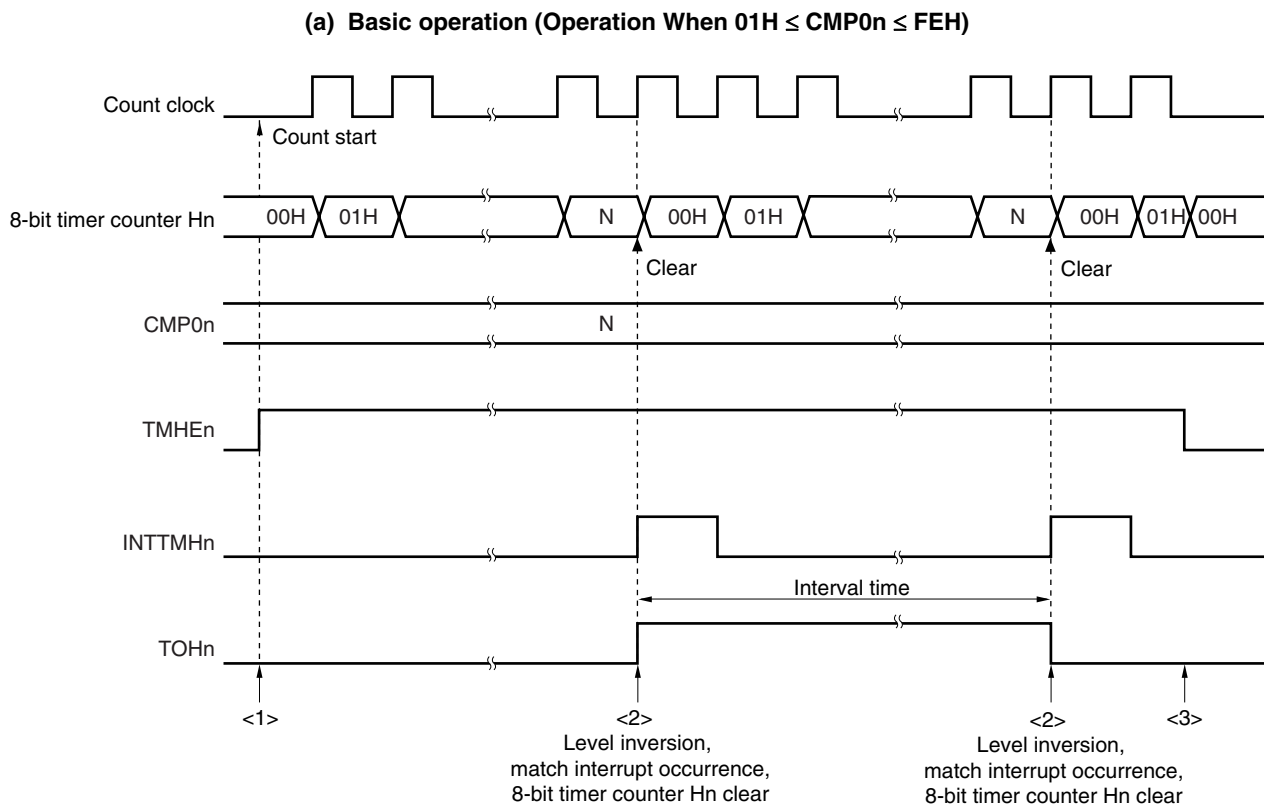 (a) Basic operation (Operation When 01H ≤ CMP0n ≤ FEH)
Count clock
Count start
8-bit timer counter Hn
00H 01H N 00H 01H N 00H 01H 00H
Clear Clear
CMP0n
N
TMHEn
INTTMHn
Interval time
TOHn
<1> <2> <2> <3>
Level inversion,
match interrupt occurrence,
8-bit timer counter Hn clear
Level inversion,
match interrupt occurrence,
8-bit timer counter Hn clear